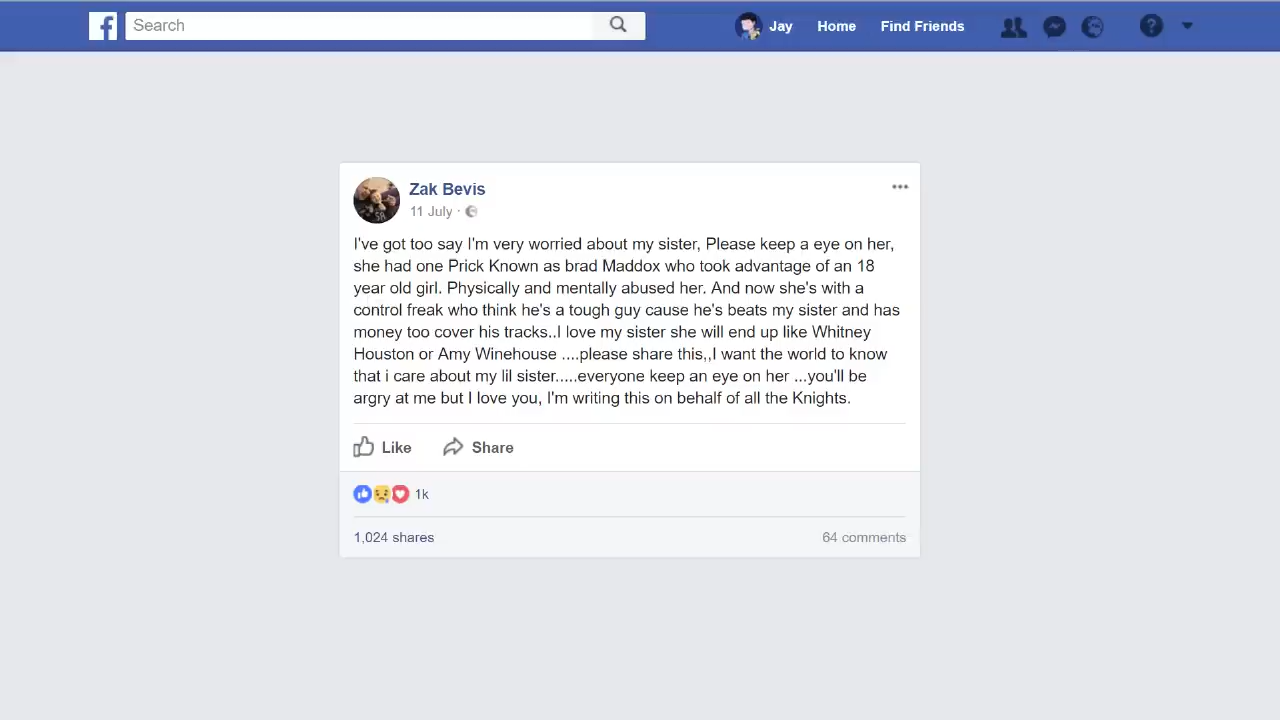 Search
Jay Home Find Friends
Zak Bevis
11 July ·
I've got too say I'm very worried about my sister, Please keep a eye on her,
she had one Prick Known as brad Maddox who took advantage of an 18
year old girl. Physically and mentally abused her. And now she's with a
control freak who think he's a tough guy cause he's beats my sister and has
money too cover his tracks..I love my sister she will end up like Whitney
Houston or Amy Winehouse ....please share this,,I want the world to know
that i care about my lil sister.....everyone keep an eye on her ...you'll be
argry at me but I love you, I'm writing this on behalf of all the Knights.
Like Share
1k
1,024 shares 64 comments